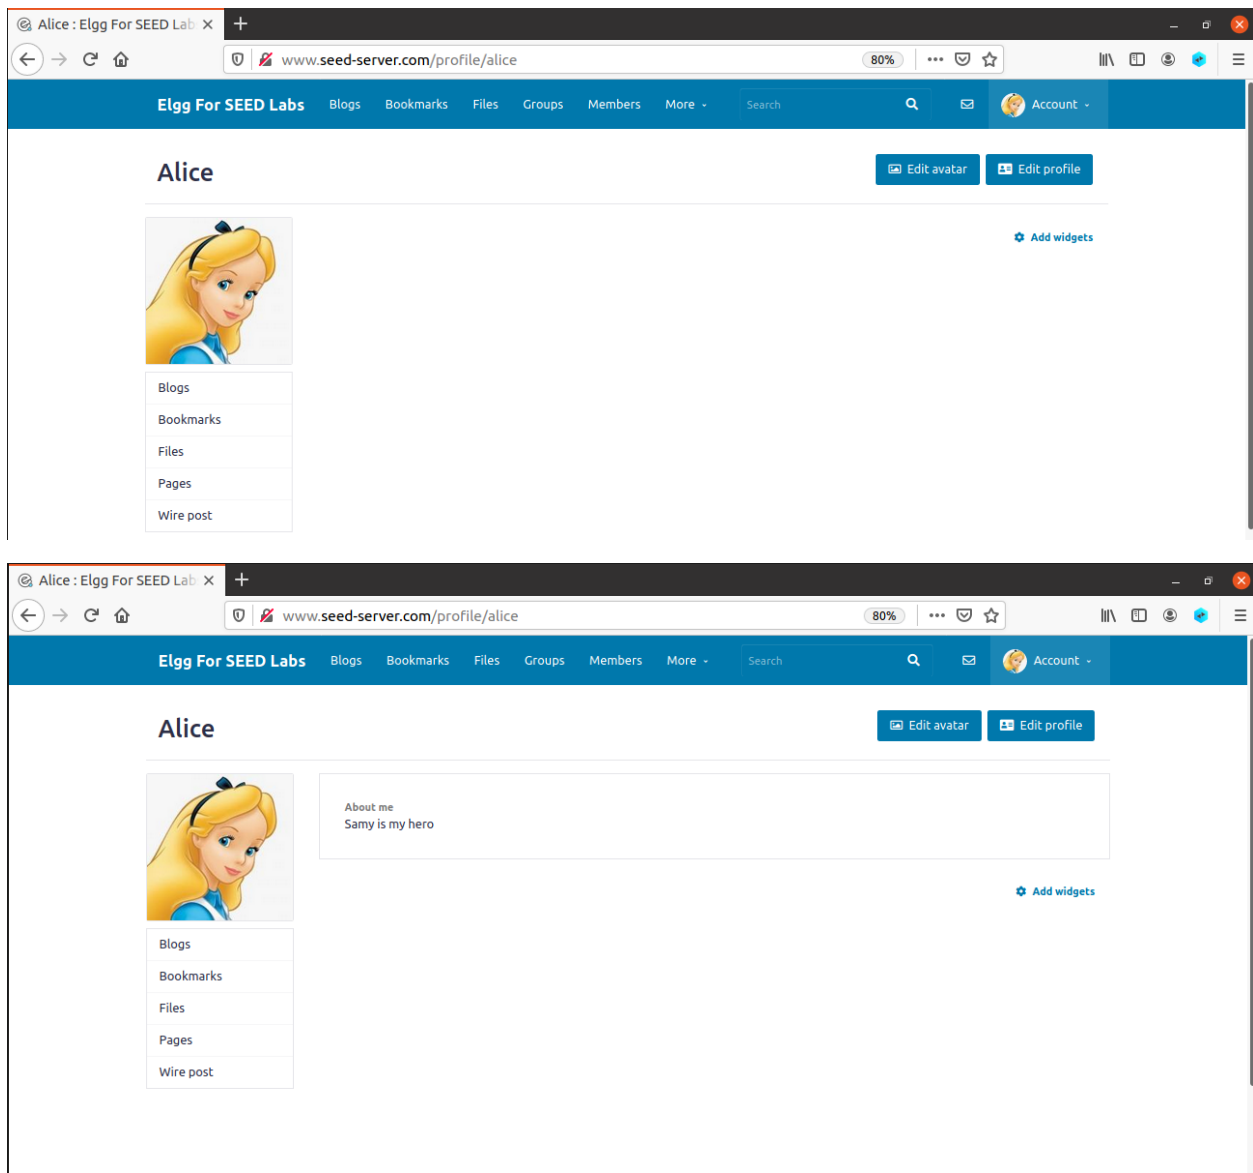 Alice : Elgg For SEED Lab
www.seed-server.com/profile/alice 80%
Elgg For SEED Labs Blogs Bookmarks Files Groups Members More Search Account
Alice Edit avatar Edit profile
Add widgets
Blogs
Bookmarks
Files
Pages
Wire post
Alice : Elgg For SEED Lab
www.seed-server.com/profile/alice 80%
Elgg For SEED Labs Blogs Bookmarks Files Groups Members More Search Account
Alice Edit avatar Edit profile
About me
Samy is my hero
Add widgets
Blogs
Bookmarks
Files
Pages
Wire post